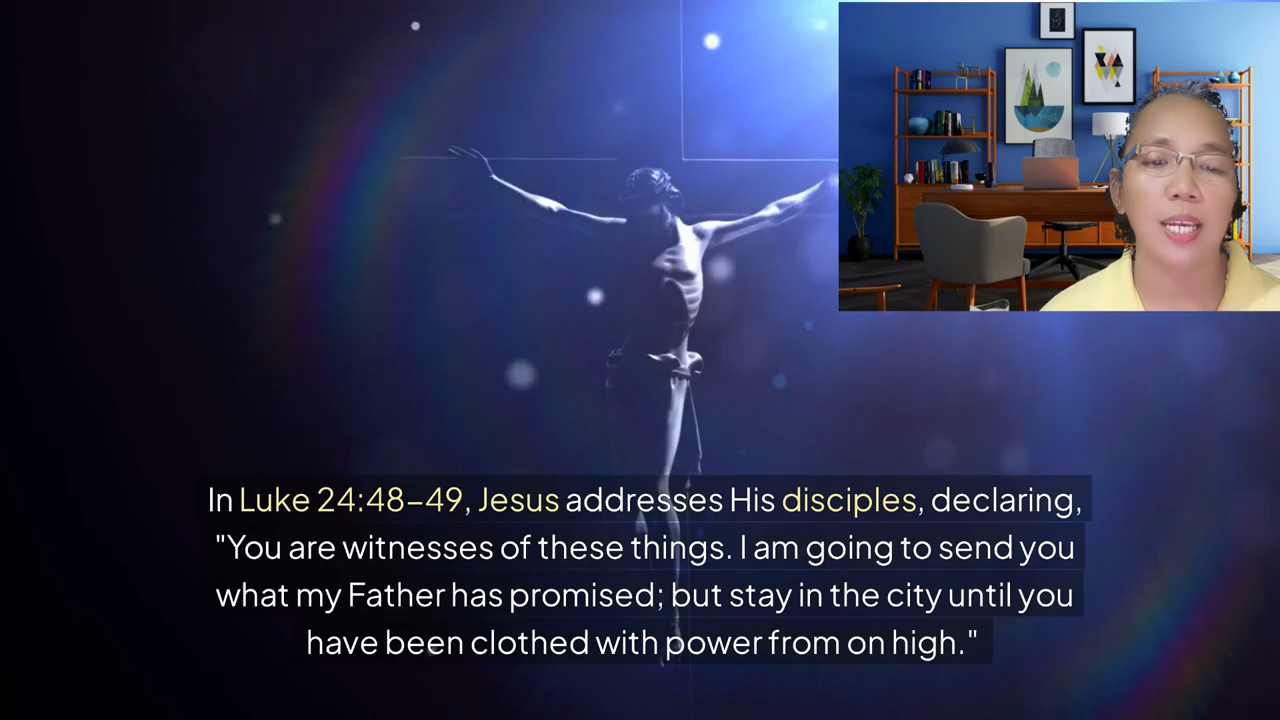 In Luke 24:48–49, Jesus addresses His disciples, declaring,
"You are witnesses of these things. I am going to send you
what my Father has promised; but stay in the city until you
have been clothed with power from on high."